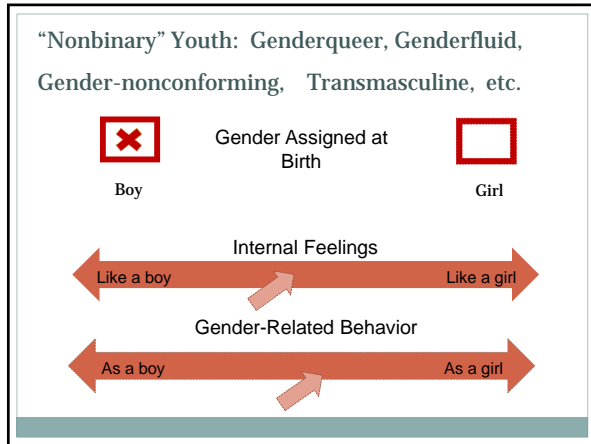 “Nonbinary” Youth: Genderqueer, Genderfluid,
Gender-nonconforming, Transmasculine, etc.
Gender Assigned at
Birth
Boy
Girl
Internal Feelings
Like a boy
Like a girl
Gender-Related Behavior
As a boy
As a girl